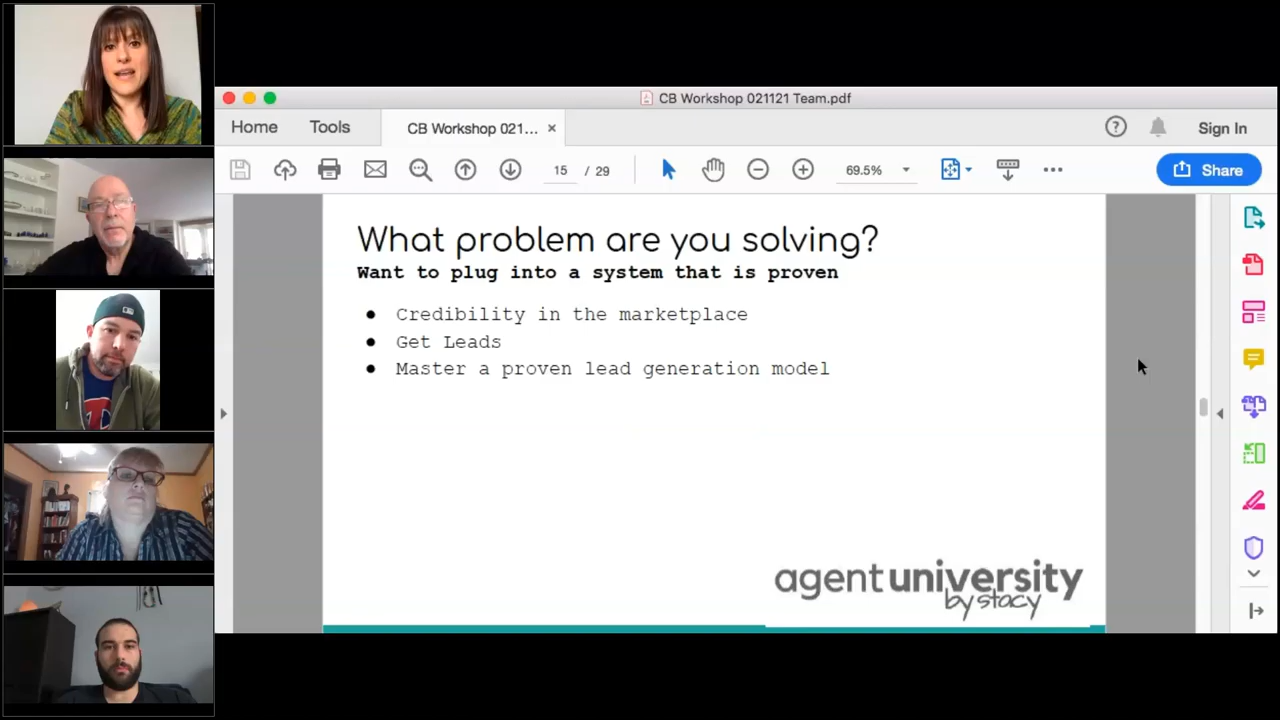 CB Workshop 021121 Team.pdf
Home
Tools
CB Workshop 021... ×
Sign In
15 / 29
69.5%
Share
What problem are you solving?
Want to plug into a system that is proven
● Credibility in the marketplace
● Get Leads
● Master a proven lead generation model
agent university
by stacy